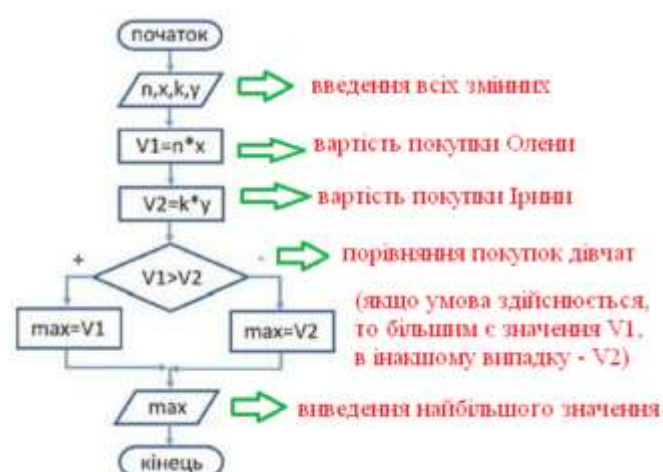 початок
n,x,k,y
введення всіх змінних
V1=n*x
вартість покупки Олени
V2=k*y
вартість покупки Ірини
+
-
порівняння покупок дівчат
V1>V2
(якщо умова здійснюється,
то більшим є значення V1,
в інакшому випадку - V2)
max=V1
max=V2
max
виведення найбільшого значення
кінець